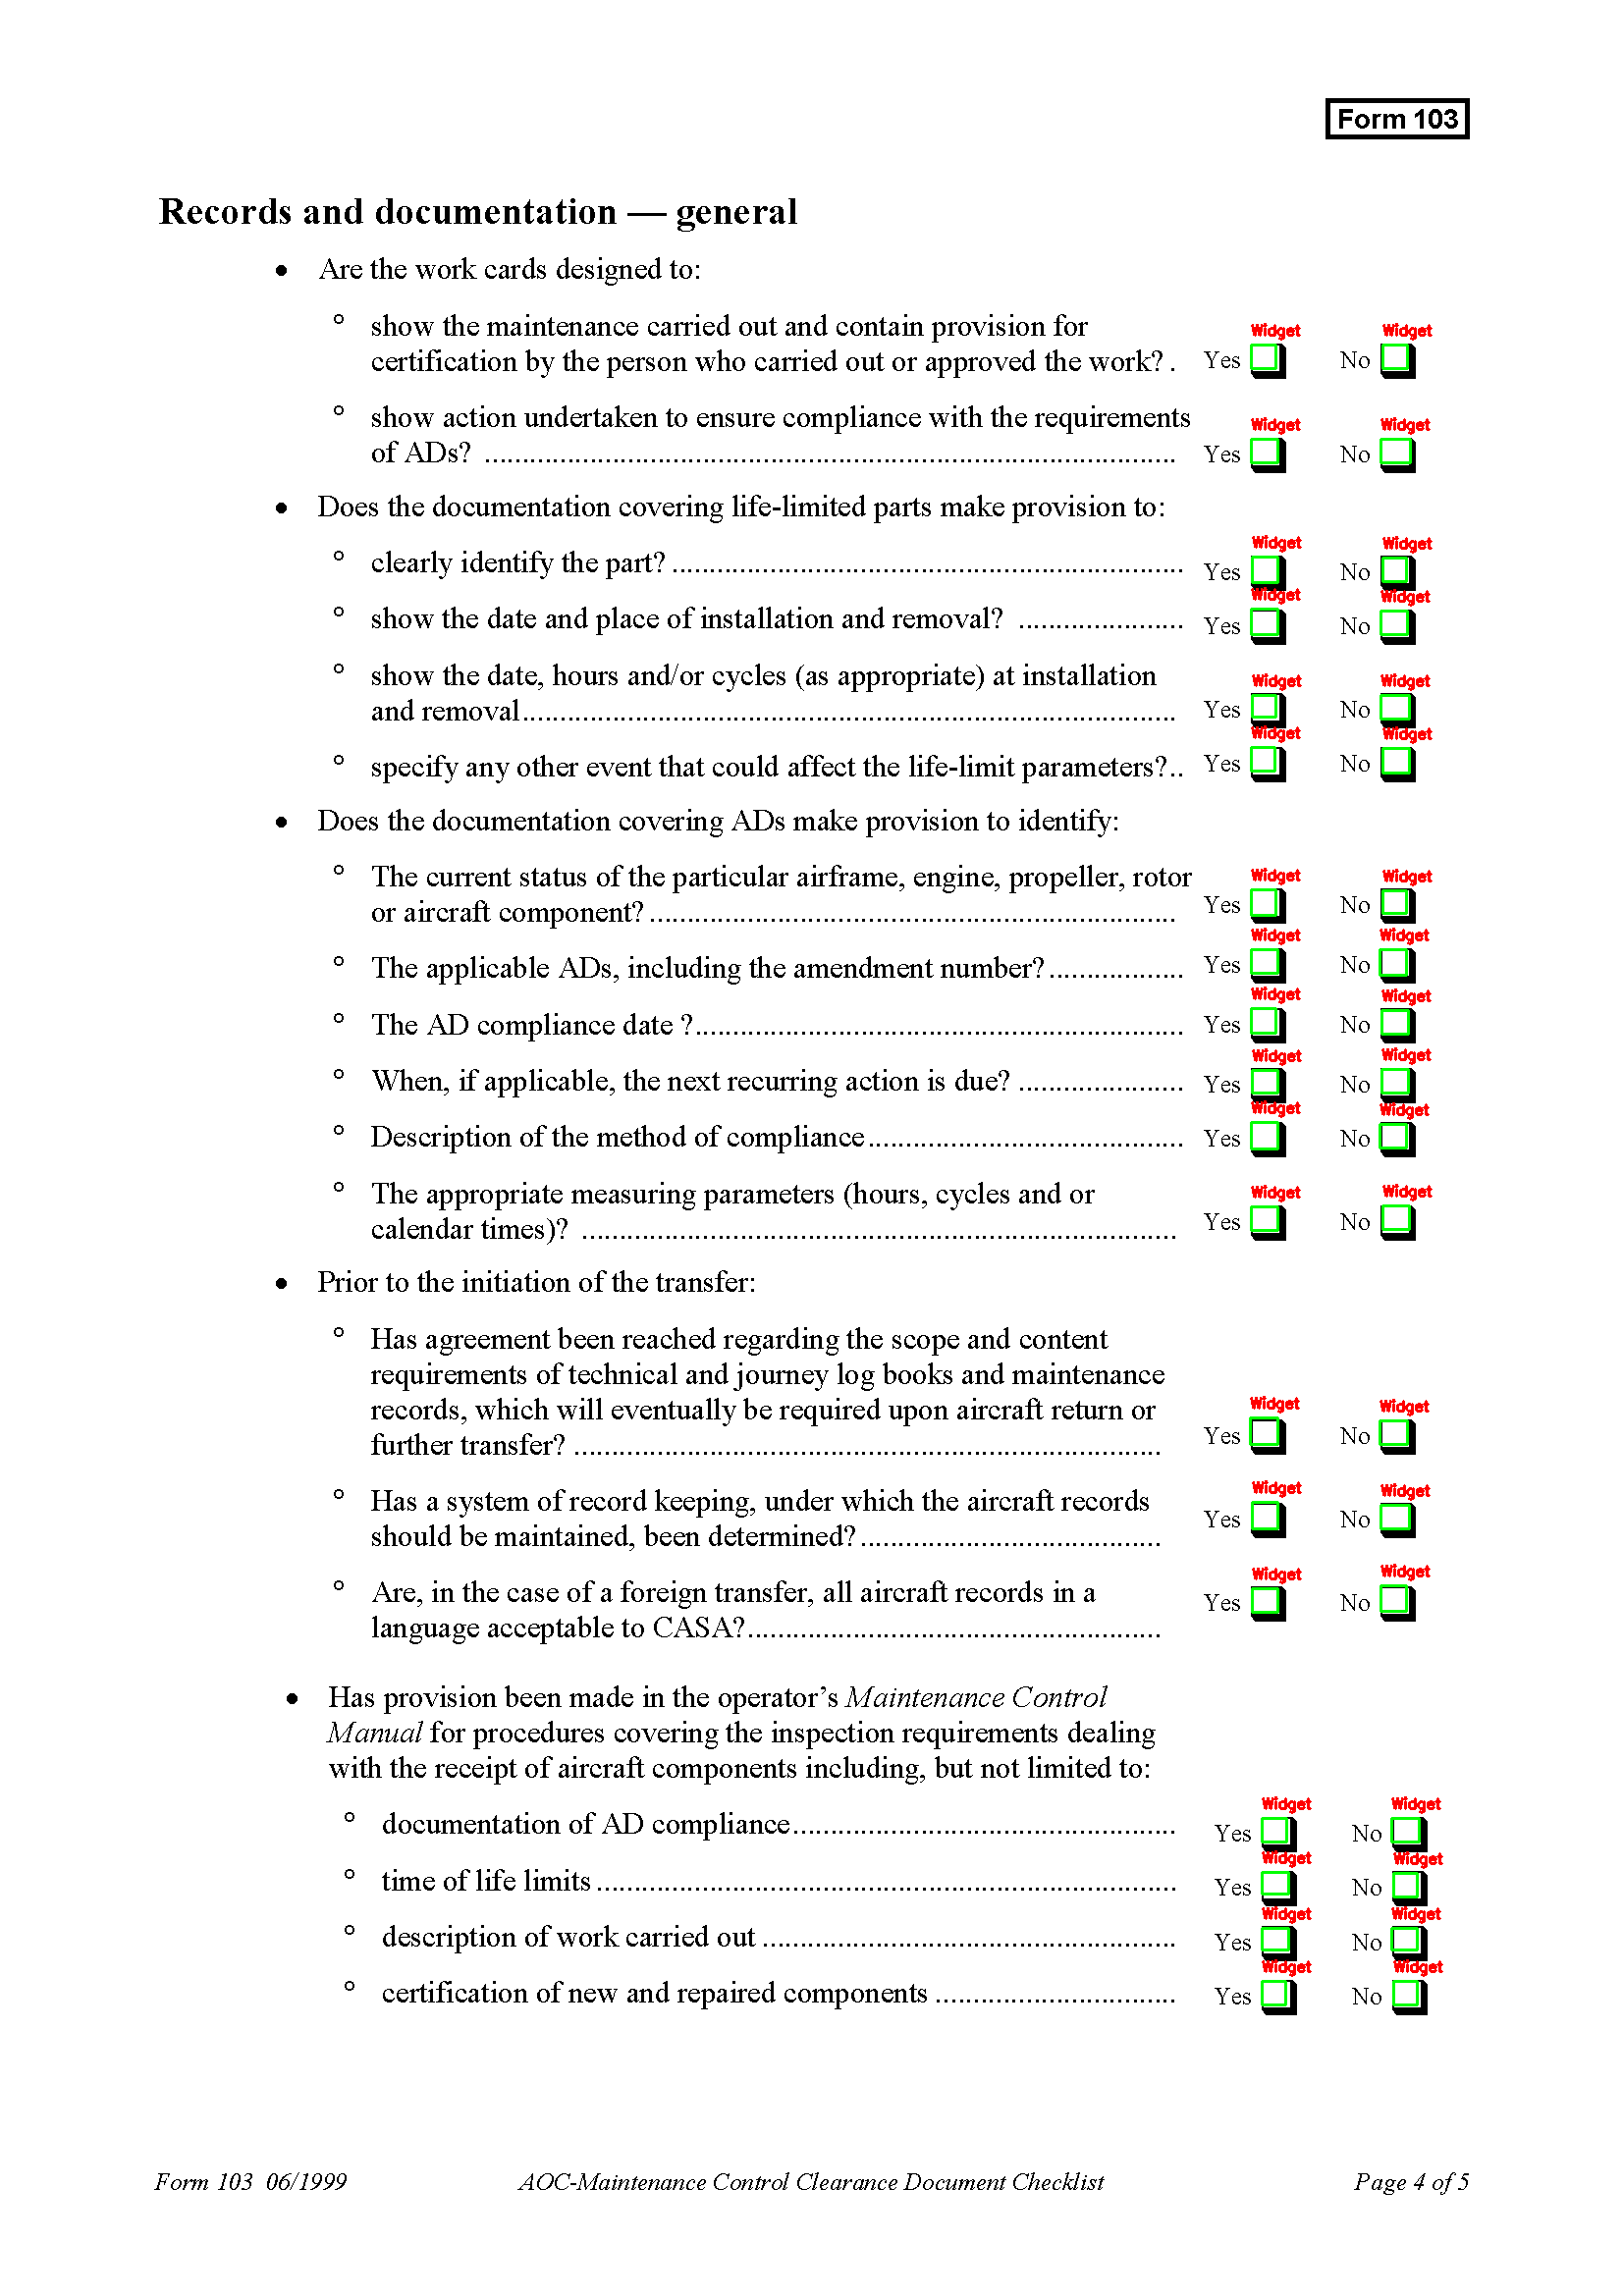 Form 103
Records and documentation — general
• Are the work cards designed to:
° show the maintenance carried out and contain provision for
Widget Widget
certification by the person who carried out or approved the work? . Yes No
° show action undertaken to ensure compliance with the requirements
Widget Widget
of ADs? ............................................................ Yes No
• Does the documentation covering life-limited parts make provision to:
Widget Widget
° clearly identify the part? ............................................................ Yes No
Widget Widget
° show the date and place of installation and removal? ...................... Yes No
° show the date, hours and/or cycles (as appropriate) at installation
Widget Widget
and removal............................................................ Yes No
Widget Widget
° specify any other event that could affect the life-limit parameters?.. Yes No
• Does the documentation covering ADs make provision to identify:
° The current status of the particular airframe, engine, propeller, rotor
Widget Widget
or aircraft component? ............................................................ Yes No
Widget Widget
° The applicable ADs, including the amendment number?.................. Yes No
Widget Widget
° The AD compliance date ?............................................................ Yes No
Widget Widget
° When, if applicable, the next recurring action is due? ...................... Yes No
Widget Widget
° Description of the method of compliance.......................................... Yes No
° The appropriate measuring parameters (hours, cycles and or
Widget Widget
calendar times)? ............................................................ Yes No
• Prior to the initiation of the transfer:
° Has agreement been reached regarding the scope and content
requirements of technical and journey log books and maintenance
records, which will eventually be required upon aircraft return or
Widget Widget
further transfer? ............................................................ Yes No
° Has a system of record keeping, under which the aircraft records
Widget Widget
should be maintained, been determined?........................................ Yes No
° Are, in the case of a foreign transfer, all aircraft records in a
Widget Widget
language acceptable to CASA?....................................................... Yes No
• Has provision been made in the operator’s Maintenance Control
Manual for procedures covering the inspection requirements dealing
with the receipt of aircraft components including, but not limited to:
Widget Widget
° documentation of AD compliance................................................... Yes No
Widget Widget
° time of life limits ............................................................ Yes No
Widget Widget
° description of work carried out ....................................................... Yes No
Widget Widget
° certification of new and repaired components ................................ Yes No
Form 103 06/1999 AOC-Maintenance Control Clearance Document Checklist Page 4 of 5